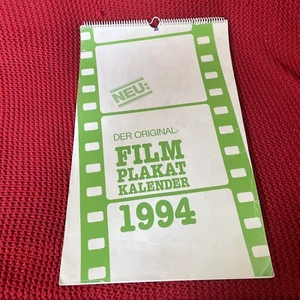 NEU:
DER ORIGINAL-
FILM
PLAKAT
KALENDER
1994